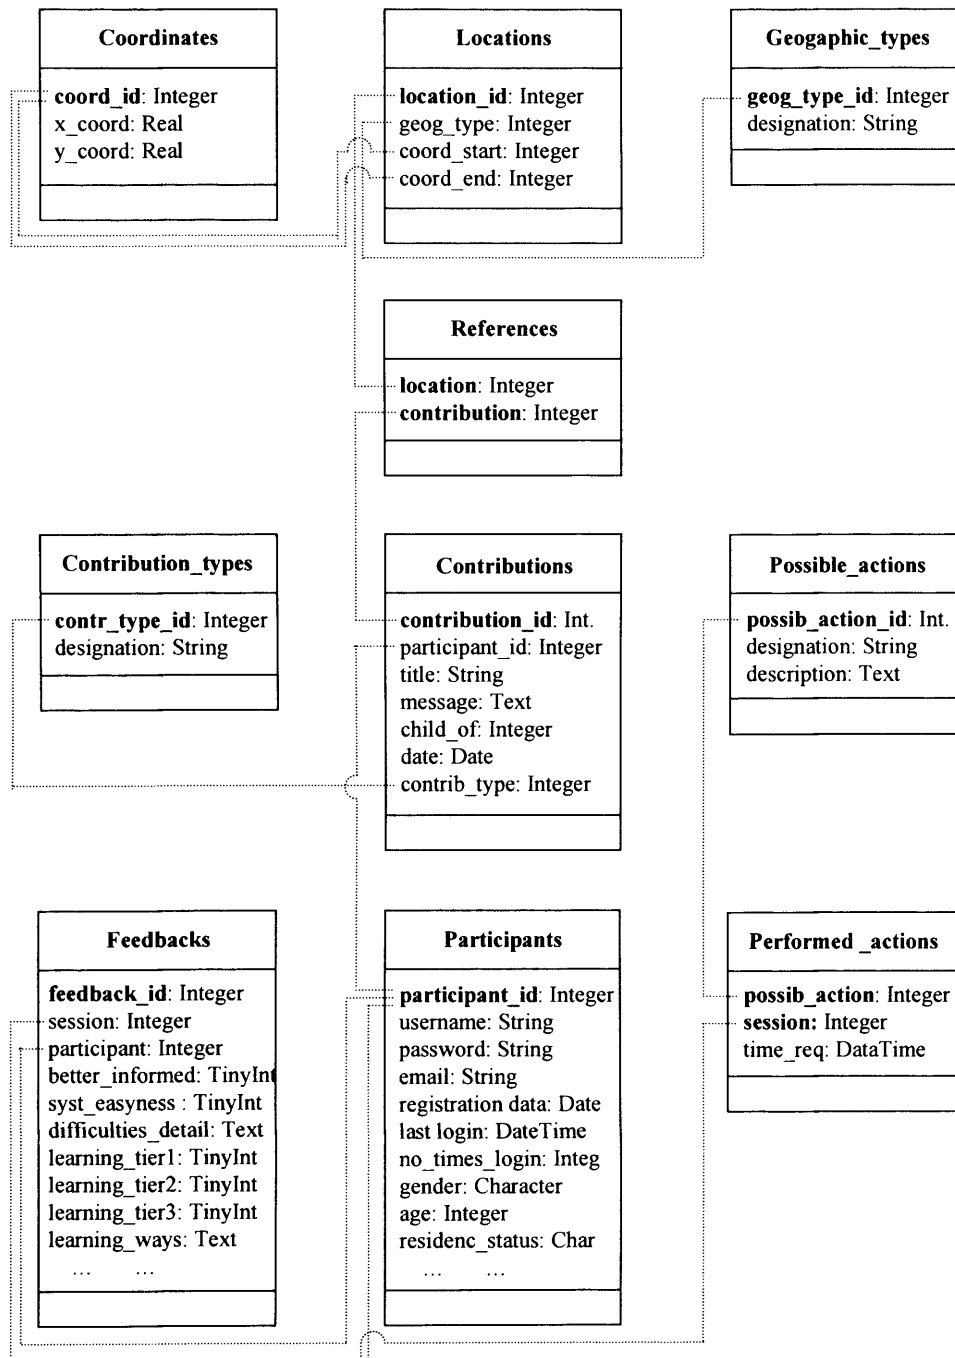 Coordinates
coord_id: Integer
x_coord: Real
y_coord: Real
Locations
location_id: Integer
geog_type: Integer
coord_start: Integer
coord_end: Integer
Geogaphic_types
geog_type_id: Integer
designation: String
References
location: Integer
contribution: Integer
Contribution_types
contr_type_id: Integer
designation: String
Contributions
contribution_id: Int.
participant_id: Integer
title: String
message: Text
child_of: Integer
date: Date
contrib_type: Integer
Possible_actions
possib_action_id: Int.
designation: String
description: Text
Feedbacks
feedback_id: Integer
session: Integer
participant: Integer
better_informed: TinyInt
syst_easyness : TinyInt
difficulties_detail: Text
learning_tier1: TinyInt
learning_tier2: TinyInt
learning_tier3: TinyInt
learning_ways: Text
... ...
Participants
participant_id: Integer
username: String
password: String
email: String
registration data: Date
last login: DateTime
no_times_login: Integ
gender: Character
age: Integer
residenc_status: Char
... ...
Performed _actions
possib_action: Integer
session: Integer
time_req: DataTime